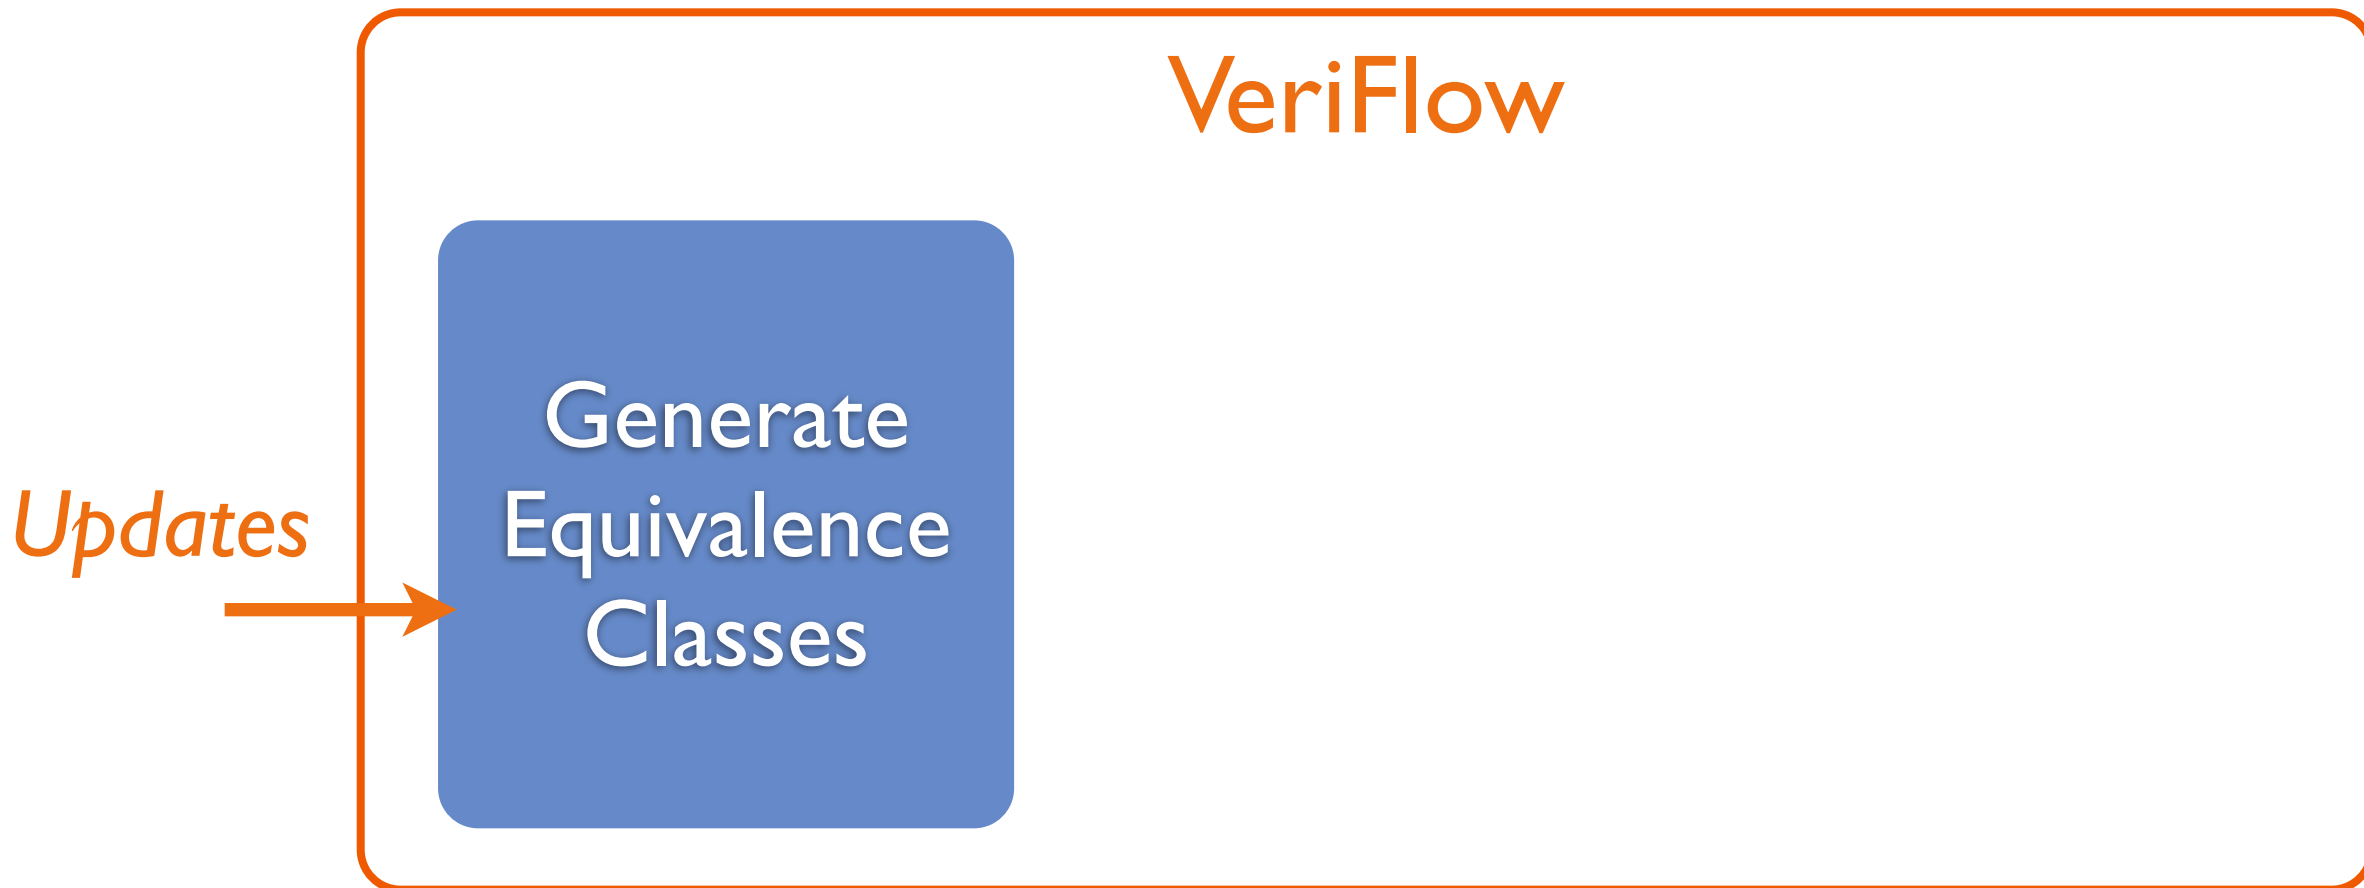 VeriFlow
Updates
Generate
Equivalence
Classes